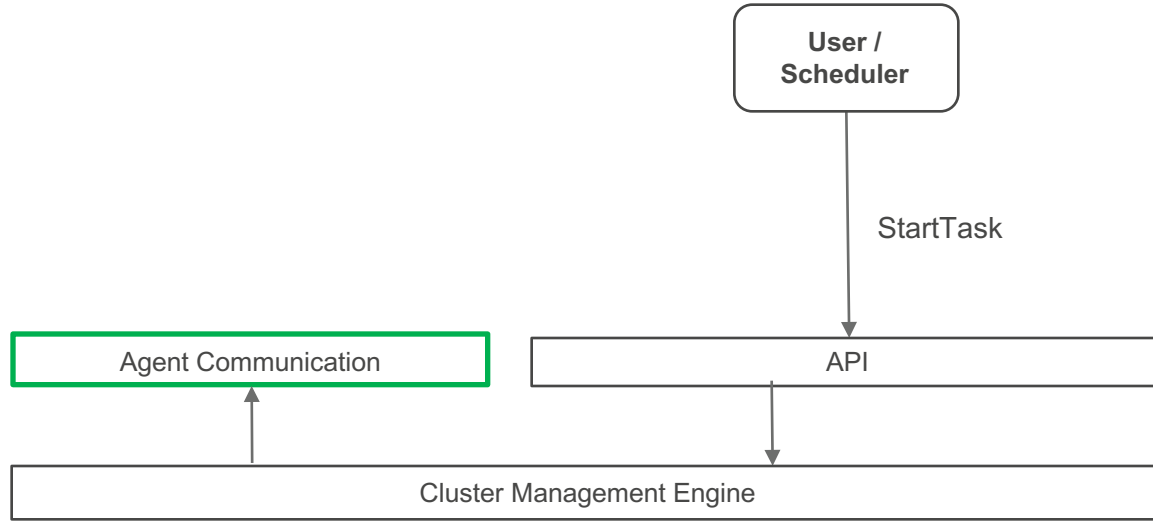 User /
Scheduler
StartTask
Agent Communication
API
Cluster Management Engine